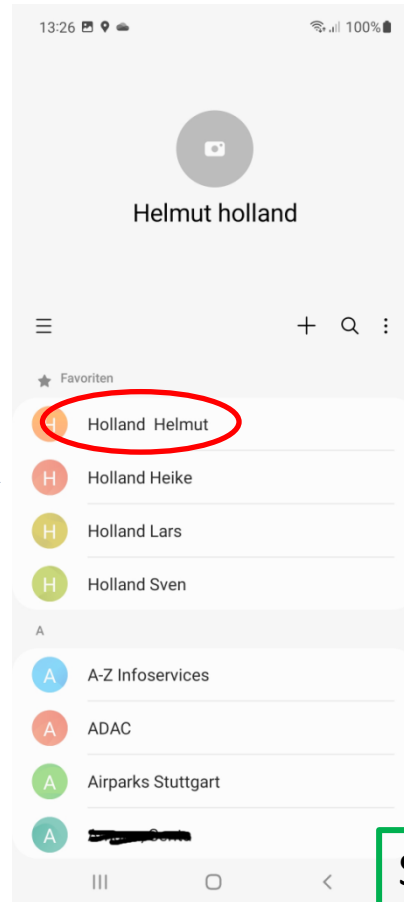 13:26 100%
Helmut holland
Favoriten
H Holland Helmut
H Holland Heike
H Holland Lars
H Holland Sven
A
A A-Z Infoservices
A ADAC
A Airparks Stuttgart
A
S